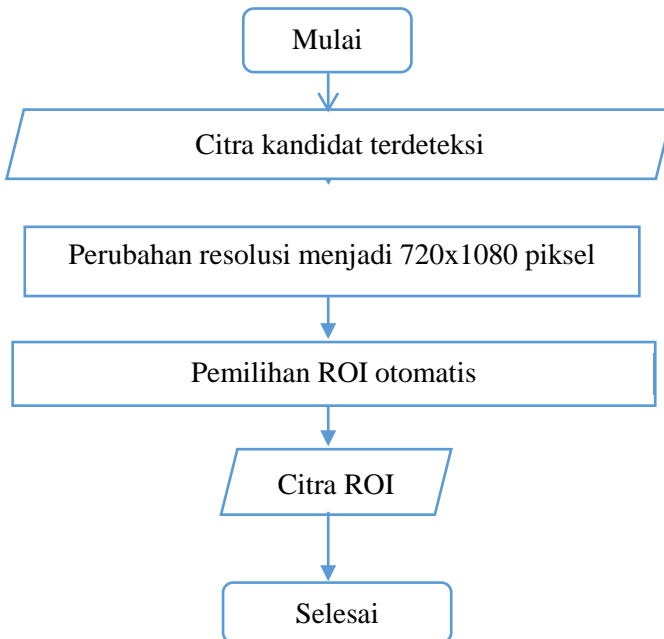 Mulai
Citra kandidat terdeteksi
Perubahan resolusi menjadi 720x1080 piksel
Pemilihan ROI otomatis
Citra ROI
Selesai